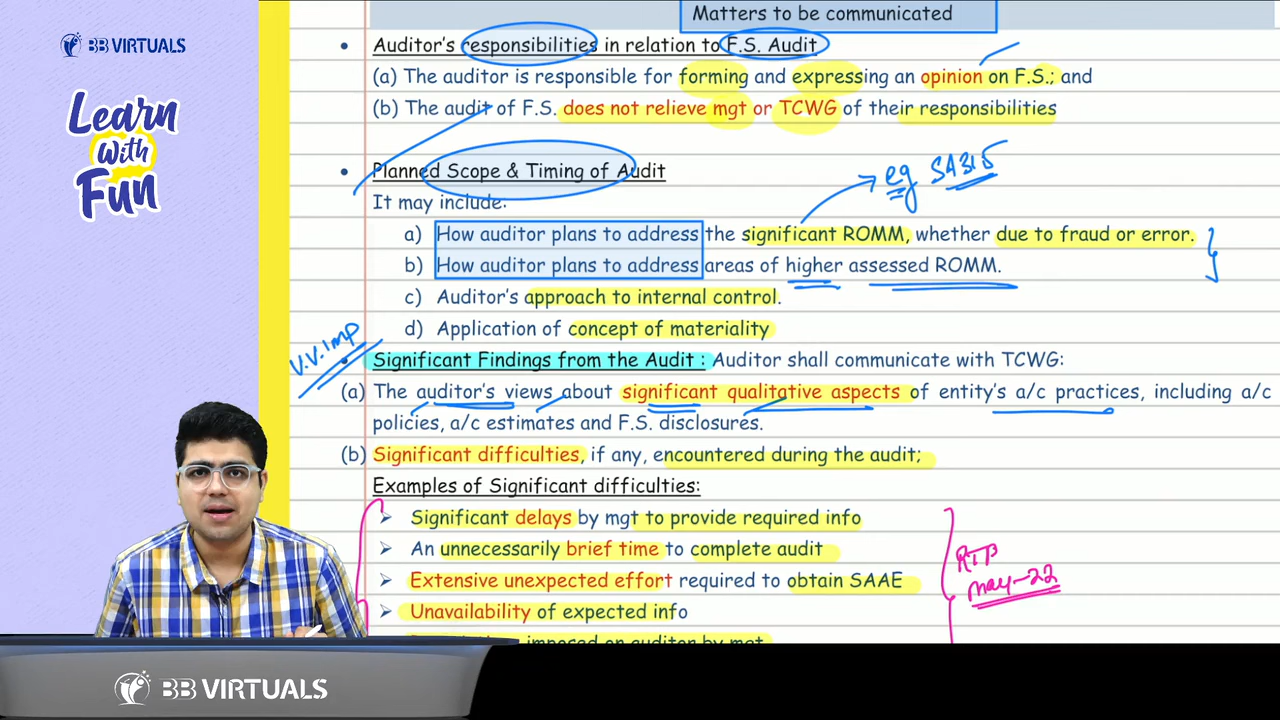 BB VIRTUALS
Learn
With
Fun
Matters to be communicated
• Auditor's responsibilities in relation to F.S. Audit
(a) The auditor is responsible for forming and expressing an opinion on F.S.; and
(b) The audit of F.S. does not relieve mgt or TCWG of their responsibilities
• Planned Scope & Timing of Audit
eg SA315
It may include:
a) How auditor plans to address the significant ROMM, whether due to fraud or error.
b) How auditor plans to address areas of higher assessed ROMM.
c) Auditor's approach to internal control.
d) Application of concept of materiality
V.V.Imp
• Significant Findings from the Audit : Auditor shall communicate with TCWG:
(a) The auditor's views about significant qualitative aspects of entity's a/c practices, including a/c
policies, a/c estimates and F.S. disclosures.
(b) Significant difficulties, if any, encountered during the audit;
Examples of Significant difficulties:
➢ Significant delays by mgt to provide required info
➢ An unnecessarily brief time to complete audit
➢ Extensive unexpected effort required to obtain SAAE
➢ Unavailability of expected info
RTP
May-22
imposed on auditor by mgt
BB VIRTUALS